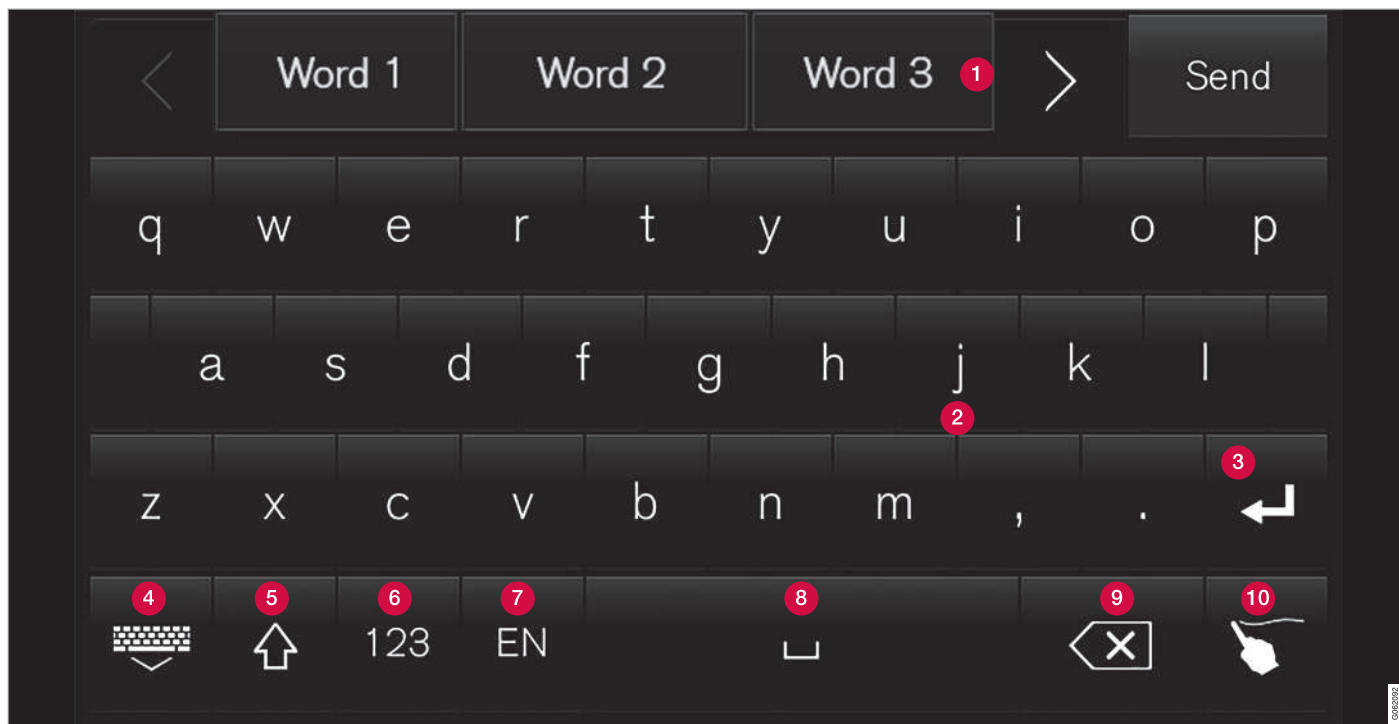 Word 1 Word 2 Word 3 1 Send
q w e r t y u i o p
a s d f g h j k l
2
3
z x c v b n m , .
4 5 6 7 8 9 10
123 EN
G062092